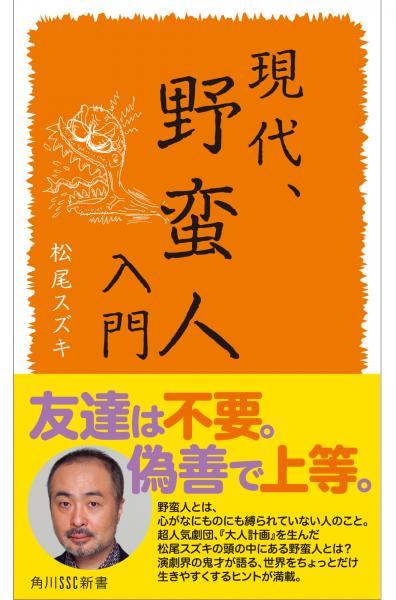 現代、
野蛮人
入門
松尾スズキ
友達は不要。
偽善で上等。
野蛮人とは、
心がなにものにも縛られていない人のこと。
超人気劇団、『大人計画』を生んだ
松尾スズキの頭の中にある野蛮人とは?
演劇界の鬼才が語る、世界をちょっとだけ
生きやすくするヒントが満載。
角川SSC新書